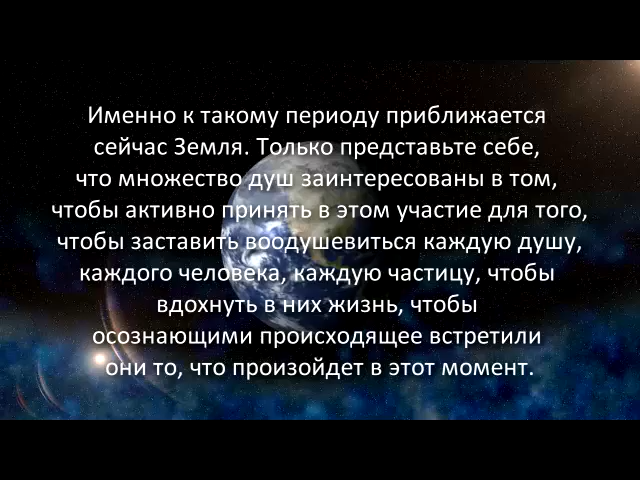 Именно к такому периоду приближается
сейчас Земля. Только представьте себе,
что множество душ заинтересованы в том,
чтобы активно принять в этом участие для того,
чтобы заставить воодушевиться каждую душу,
каждого человека, каждую частицу, чтобы
вдохнуть в них жизнь, чтобы
осознающими происходящее встретили
они то, что произойдет в этот момент.